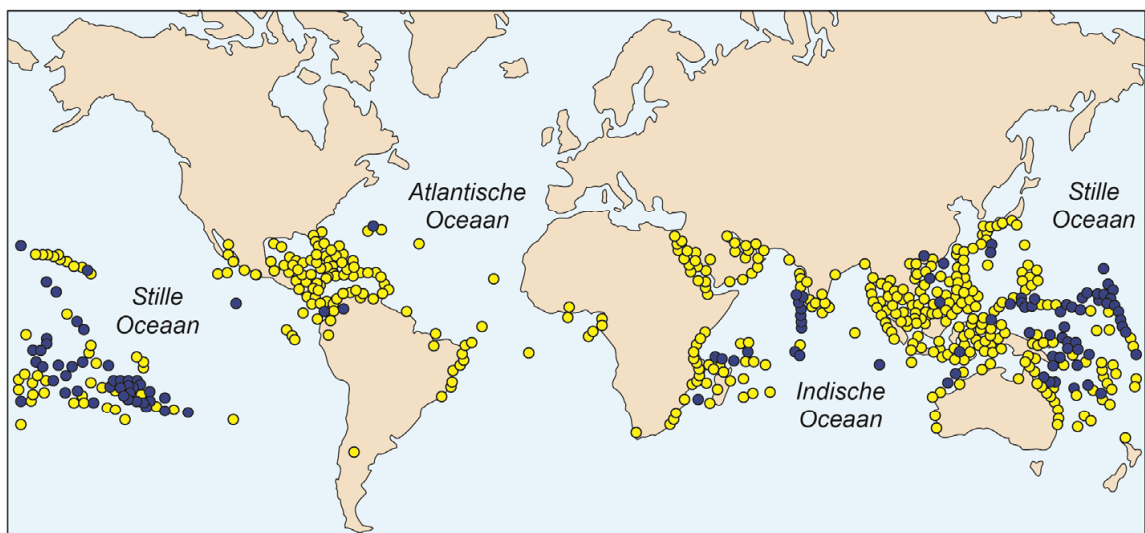 Atlantische
Oceaan
Stille
Oceaan
Stille
Oceaan
Indische
Oceaan